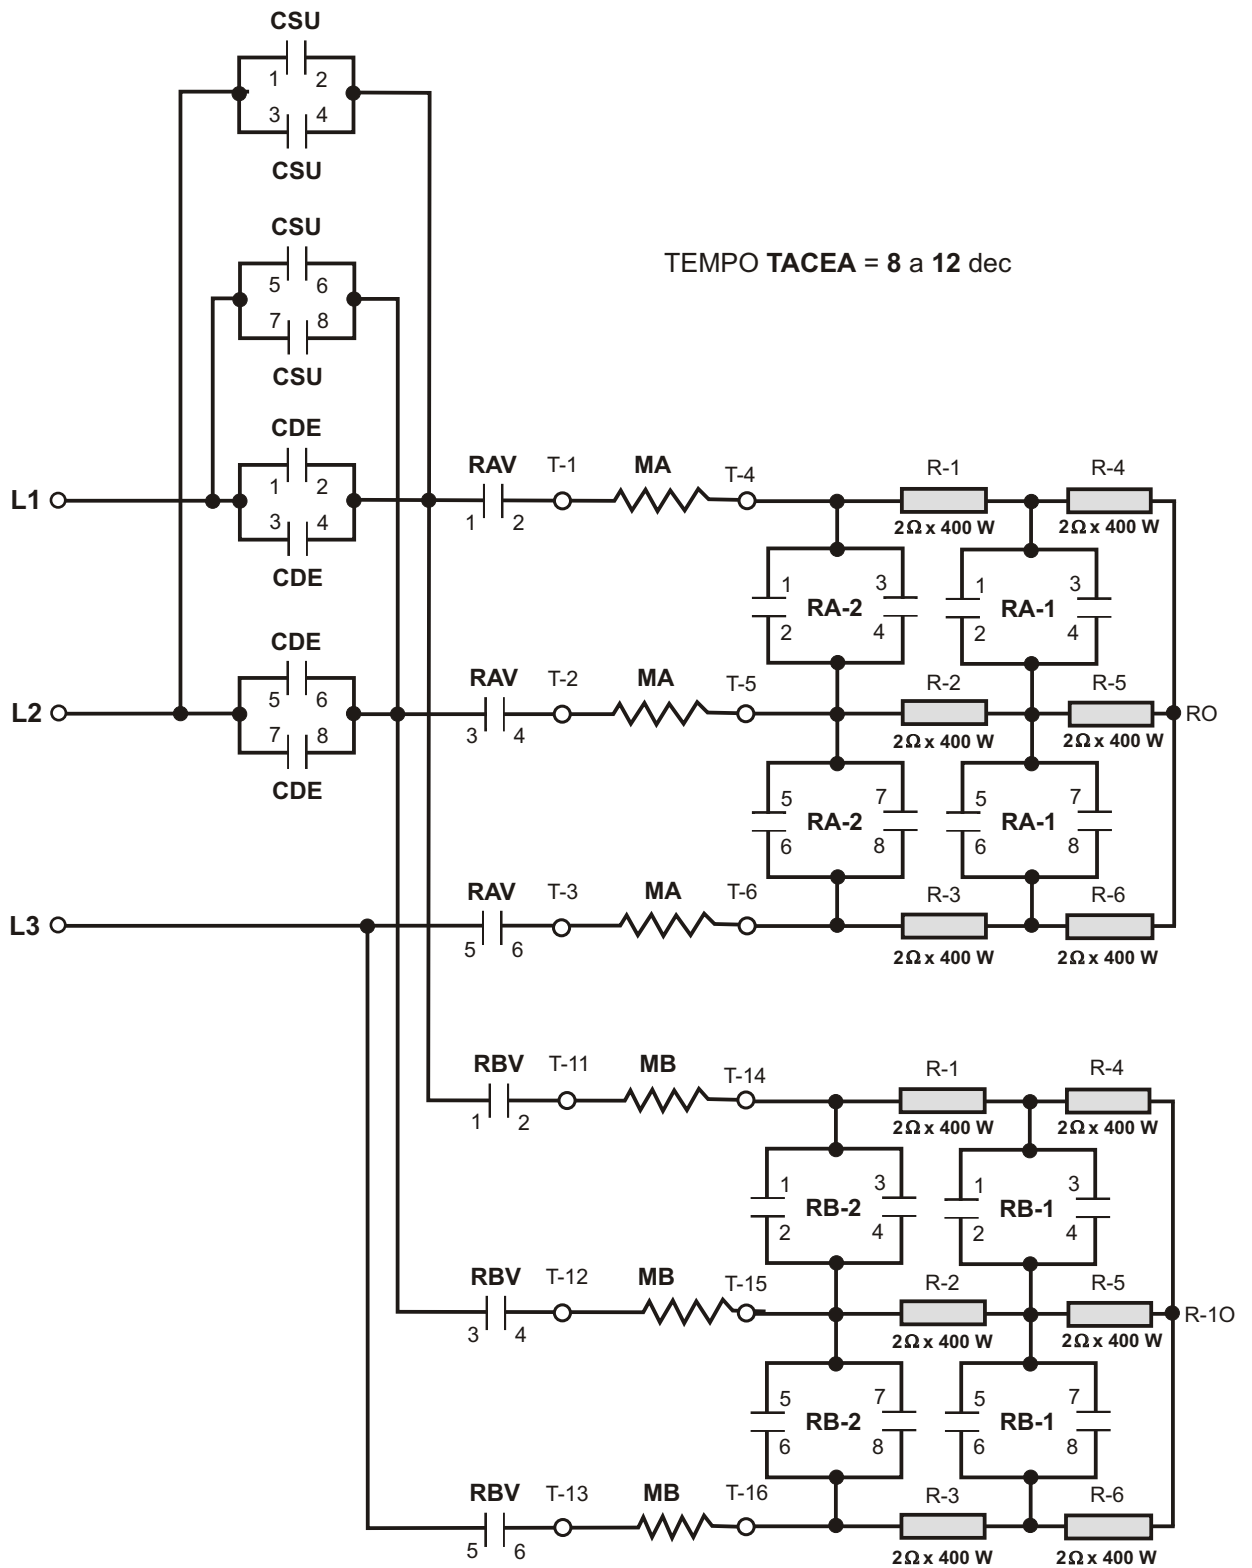 CSU
1 2
3 4
CSU
CSU
5 6
7 8
CSU
TEMPO TACEA = 8 a 12 dec
CDE
1 2
3 4
CDE
L1
RAV T-1 MA T-4 R-1 R-4
1 2
2Ω x 400 W 2Ω x 400 W
1 3 1 3
RA-2 RA-1
2 4 2 4
CDE
5 6
7 8
CDE
L2
RAV T-2 MA T-5 R-2 R-5
RO
3 4
2Ω x 400 W 2Ω x 400 W
5 7 5 7
RA-2 RA-1
6 8 6 8
L3
RAV T-3 MA T-6 R-3 R-6
5 6
2Ω x 400 W 2Ω x 400 W
RBV T-11 MB T-14 R-1 R-4
1 2
2Ω x 400 W 2Ω x 400 W
1 3 1 3
RB-2 RB-1
2 4 2 4
RBV T-12 MB T-15 R-2 R-5
R-1O
3 4
2Ω x 400 W 2Ω x 400 W
5 7 5 7
RB-2 RB-1
6 8 6 8
RBV T-13 MB T-16 R-3 R-6
5 6
2Ω x 400 W 2Ω x 400 W